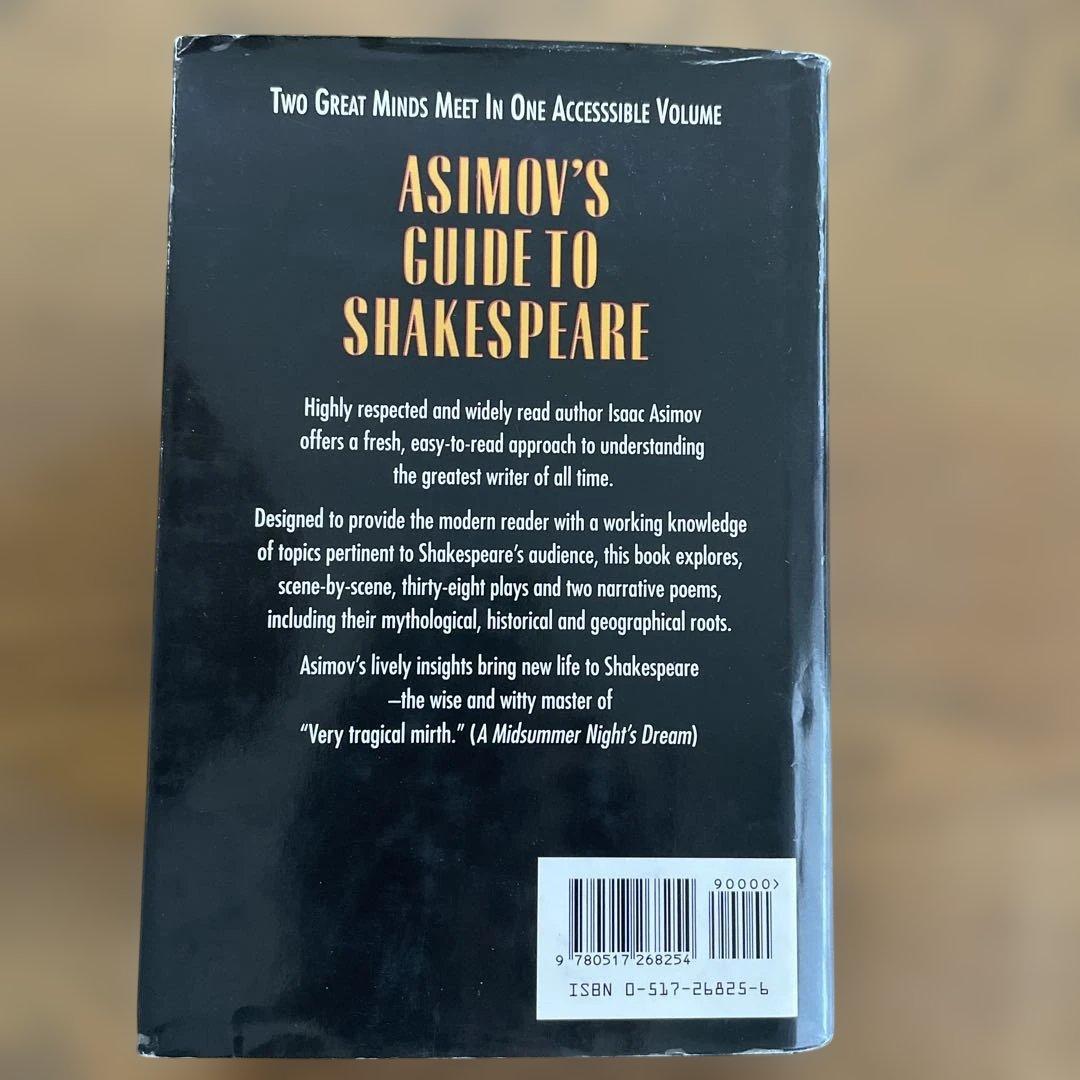 TWO GREAT MINDS MEET IN ONE ACCESSSIBLE VOLUME
ASIMOV'S
GUIDE TO
SHAKESPEARE
Highly respected and widely read author Isaac Asimov
offers a fresh, easy-to-read approach to understanding
the greatest writer of all time.
Designed to provide the modern reader with a working knowledge
of topics pertinent to Shakespeare's audience, this book explores,
scene-by-scene, thirty-eight plays and two narrative poems,
including their mythological, historical and geographical roots.
Asimov's lively insights bring new life to Shakespeare
–the wise and witty master of
"Very tragical mirth." (A Midsummer Night's Dream)
90000>
9 780517 268254
ISBN 0-517-26825-6